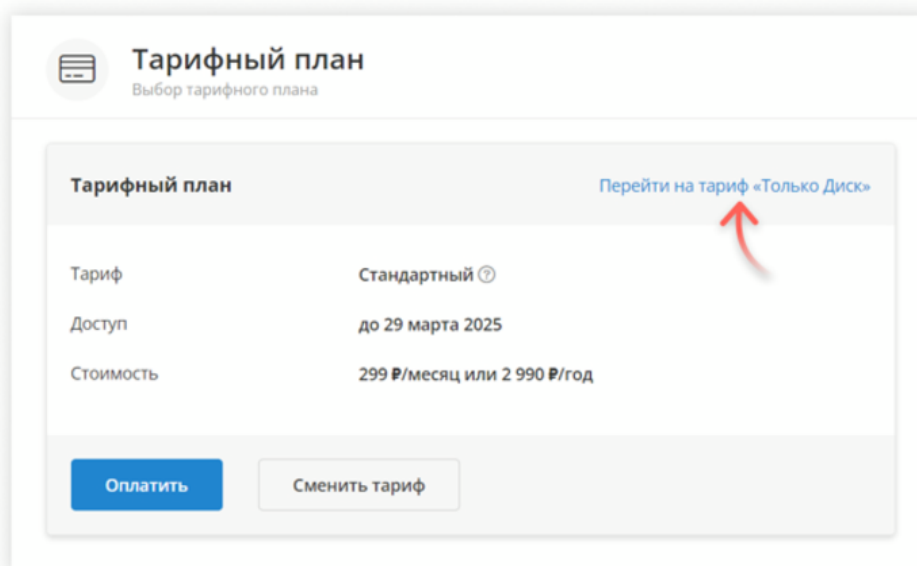 Тарифный план
Выбор тарифного плана
Тарифный план
Перейти на тариф «Только Диск»
Тариф
Стандартный ?
Доступ
до 29 марта 2025
Стоимость
299 ₽/месяц или 2 990 ₽/год
Оплатить
Сменить тариф